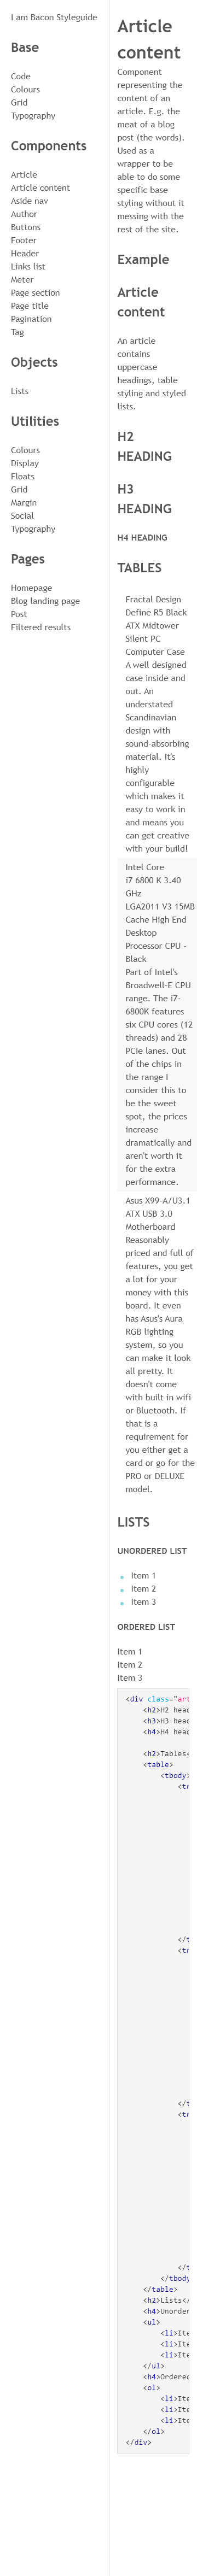 I am Bacon Styleguide
Base
Code
Colours
Grid
Typography
Components
Article
Article content
Aside nav
Author
Buttons
Footer
Header
Links list
Meter
Page section
Page title
Pagination
Tag
Objects
Lists
Utilities
Colours
Display
Floats
Grid
Margin
Social
Typography
Pages
Homepage
Blog landing page
Post
Filtered results
Article
content
Component
representing the
content of an
article. E.g. the
meat of a blog
post (the words).
Used as a
wrapper to be
able to do some
specific base
styling without it
messing with the
rest of the site.
Example
Article
content
An article
contains
uppercase
headings, table
styling and styled
lists.
H2
HEADING
H3
HEADING
H4 HEADING
TABLES
Fractal Design
Define R5 Black
ATX Midtower
Silent PC
Computer Case
A well designed
case inside and
out. An
understated
Scandinavian
design with
sound-absorbing
material. It's
highly
configurable
which makes it
easy to work in
and means you
can get creative
with your build!
Intel Core
i7 6800 K 3.40
GHz
LGA2011 V3 15MB
Cache High End
Desktop
Processor CPU -
Black
Part of Intel's
Broadwell-E CPU
range. The i7-
6800K features
six CPU cores (12
threads) and 28
PCIe lanes. Out
of the chips in
the range I
consider this to
be the sweet
spot, the prices
increase
dramatically and
aren't worth it
for the extra
performance.
Asus X99-A/U3.1
ATX USB 3.0
Motherboard
Reasonably
priced and full of
features, you get
a lot for your
money with this
board. It even
has Asus's Aura
RGB lighting
system, so you
can make it look
all pretty. It
doesn't come
with built in wifi
or Bluetooth. If
that is a
requirement for
you either get a
card or go for the
PRO or DELUXE
model.
LISTS
UNORDERED LIST
Item 1
Item 2
Item 3
ORDERED LIST
Item 1
Item 2
Item 3
<div class="art
<h2>H2 head
<h3>H3 head
<h4>H4 head
<h2>Tables<
<table>
<tbody>
<tr
</t
<tr
</t
<tr
</t
</tbody
</table>
<h2>Lists</
<h4>Unorder
<ul>
<li>Ite
<li>Ite
<li>Ite
</ul>
<h4>Ordered
<ol>
<li>Ite
<li>Ite
<li>Ite
</ol>
</div>